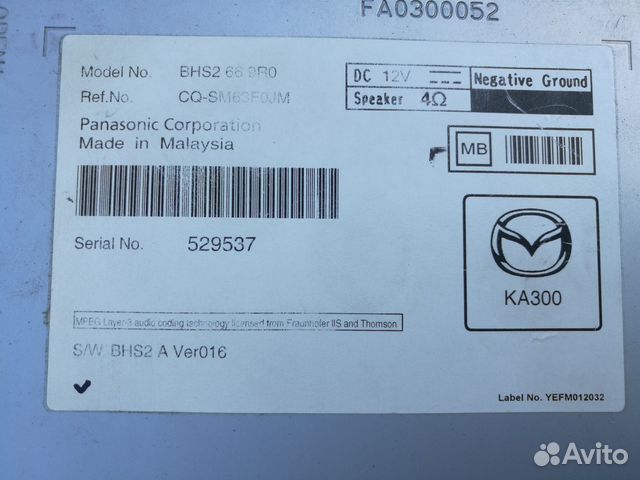 FA0300052
Model No. BHS2 66 9R0
Ref.No.
Panasonic Corporation
Made in Malaysia
DC 12V
Negative Ground
Speaker 4Ω
MB
Serial No. 529537
KA300
MPEG Layer-3 audio coding technology licensed from Fraunhofer IIS and Thomson.
S/W BHS2 A Ver016
Label No. YEFM012032
Avito